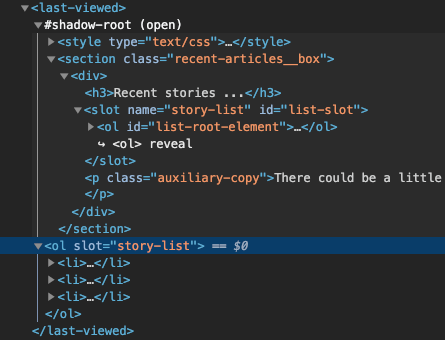 ▼<last-viewed>
▼#shadow-root (open)
▶<style type="text/css">…</style>
▼<section class="recent-articles__box">
▼<div>
<h3>Recent stories ...</h3>
▼<slot name="story-list" id="list-slot">
▶<ol id="list-root-element">…</ol>
↪ <ol> reveal
</slot>
<p class="auxiliary-copy">There could be a little
</p>
</div>
</section>
▼<ol slot="story-list"> == $0
▶<li>…</li>
▶<li>…</li>
▶<li>…</li>
</ol>
</last-viewed>